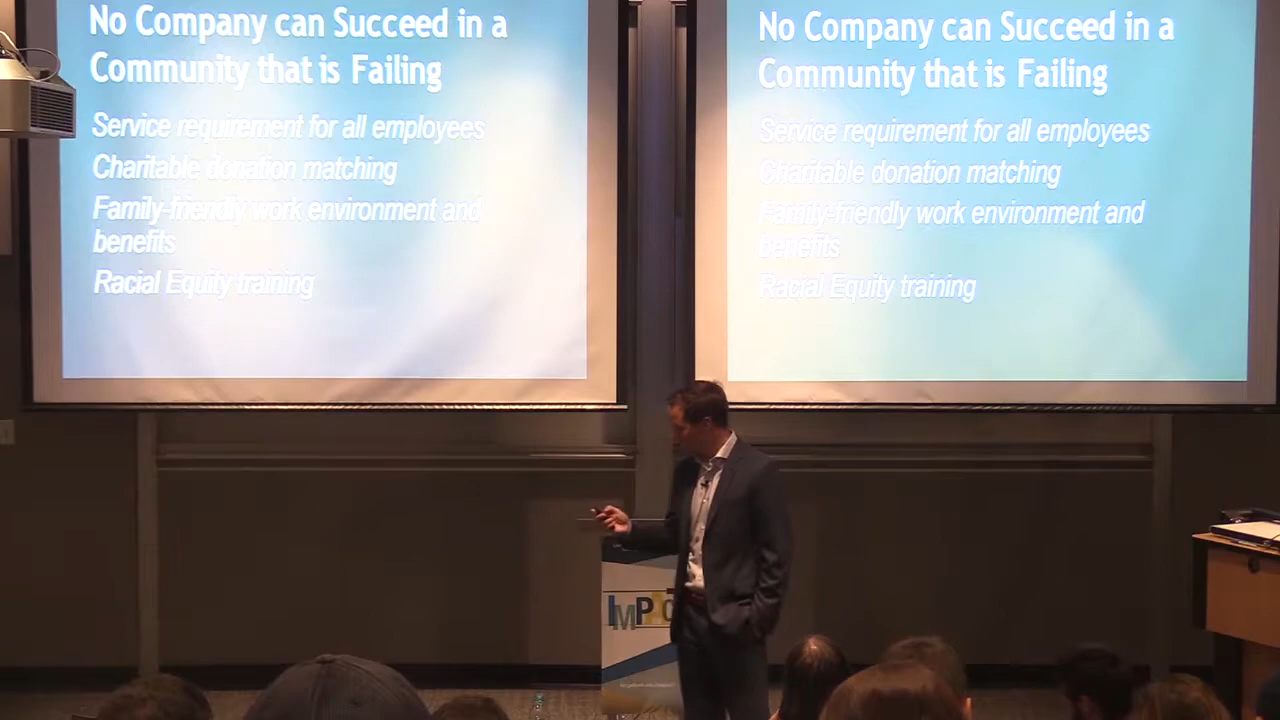 No Company can Succeed in a
Community that is Failing
Service requirement for all employees
Charitable donation matching
Family-friendly work environment and
benefits
Racial Equity training
No Company can Succeed in a
Community that is Failing
Service requirement for all employees
Charitable donation matching
Family-friendly work environment and
benefits
Racial Equity training
IMPAC